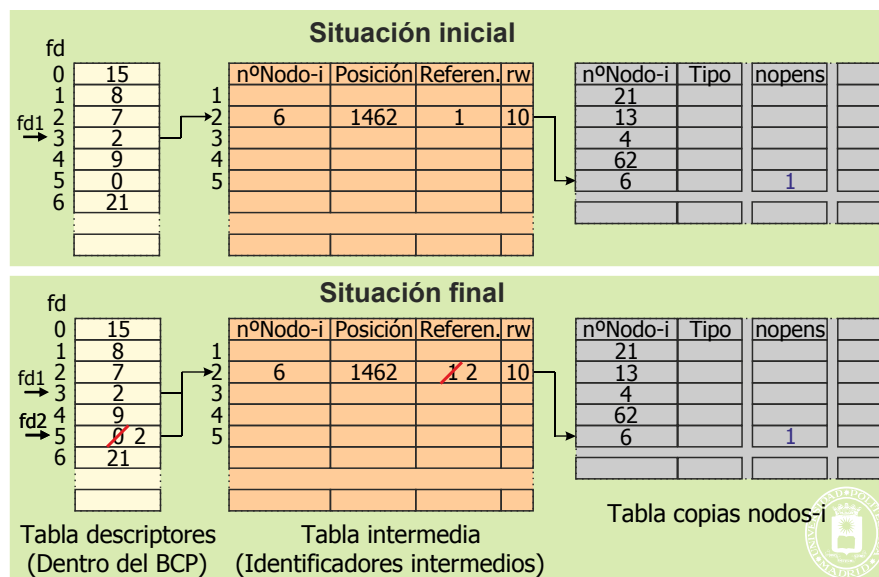 Situación inicial
fd
0 15 nºNodo-i Posición Referen. rw nºNodo-i Tipo nopens
1 8 1 21
fd1 2 7 2 6 1462 1 10 13
3 2 3 4
4 9 4 62
5 0 5 6 1
6 21
Situación final
fd
0 15 nºNodo-i Posición Referen. rw nºNodo-i Tipo nopens
1 8 1 21
2 7 2 6 1462 1 2 10 13
fd1 3 2 3 4
fd2 4 9 4 62
5 0 2 5 6 1
6 21
Tabla descriptores Tabla intermedia Tabla copias nodos-i
(Dentro del BCP) (Identificadores intermedios)